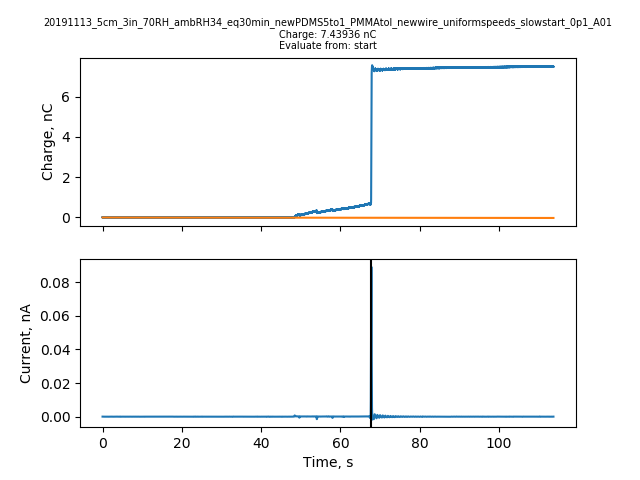 20191113_5cm_3in_70RH_ambRH34_eq30min_newPDMS5to1_PMMAtol_newwire_uniformspeeds_slowstart_0p1_A01
Charge: 7.43936 nC
Evaluate from: start
Charge, nC
6
4
2
0
Current, nA
0.08
0.06
0.04
0.02
0.00
0 20 40 60 80 100
Time, s